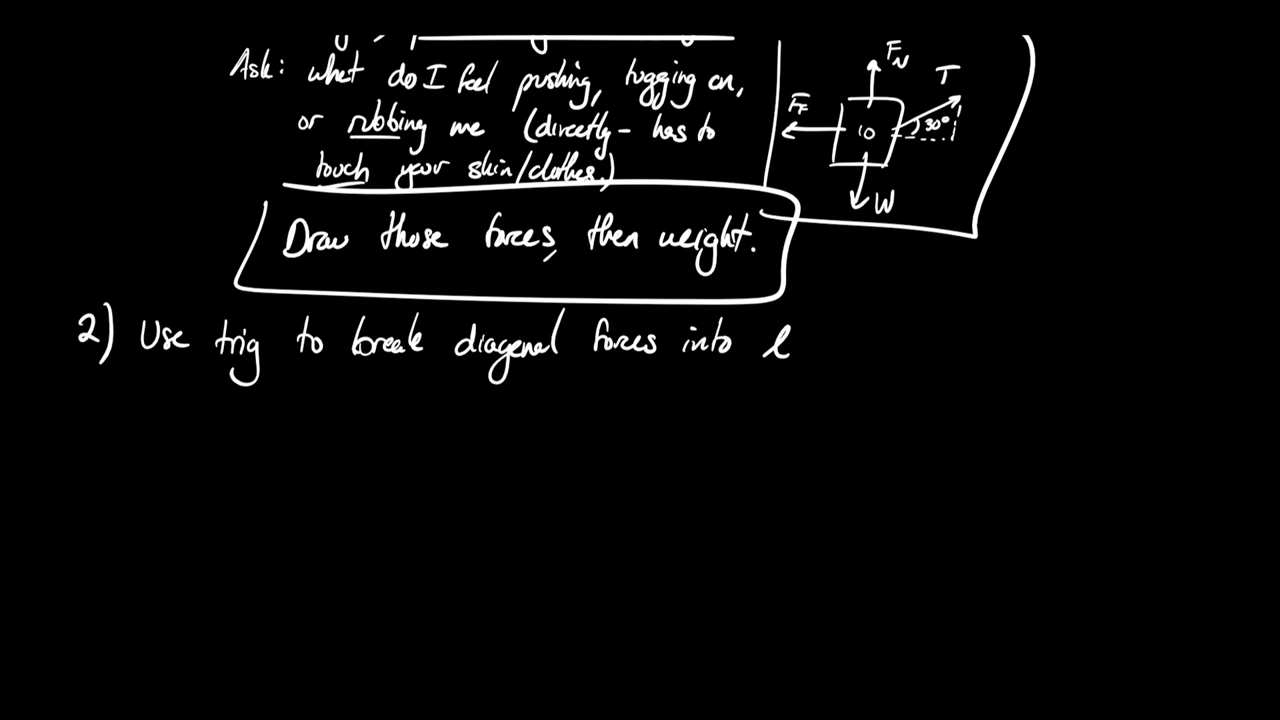 Ask: what do I feel pushing, tugging on,
or rubbing me (directly - has to
touch your skin/clothes.)
Draw those forces, then weight.
FN
T
FF
10
30°
W
2) Use trig to break diagonal forces into